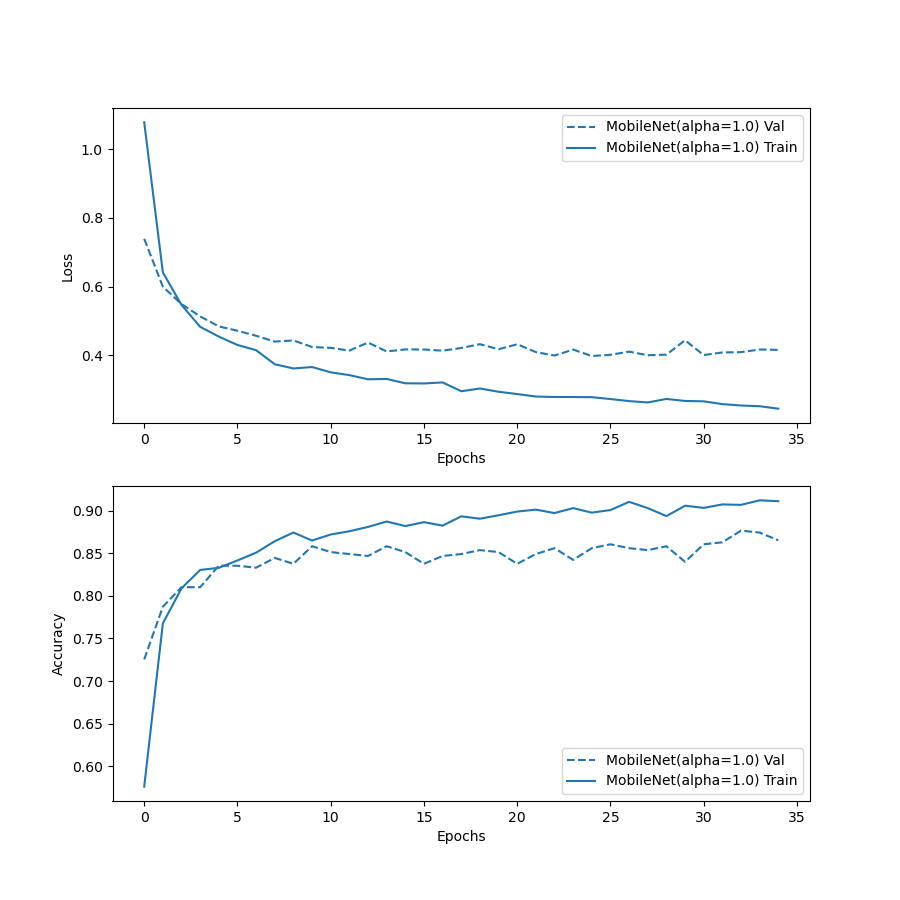 MobileNet(alpha=1.0) Val
MobileNet(alpha=1.0) Train
1.0
0.8
0.6
0.4
Loss
0 5 10 15 20 25 30 35
Epochs
0.90
0.85
0.80
0.75
0.70
0.65
0.60
Accuracy
MobileNet(alpha=1.0) Val
MobileNet(alpha=1.0) Train
0 5 10 15 20 25 30 35
Epochs